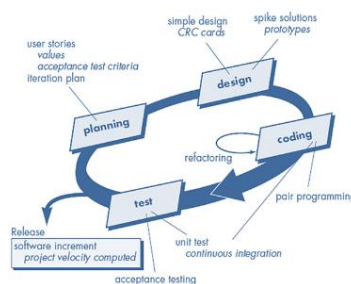 simple design
CRC cards
spike solutions
prototypes
user stories
values
acceptance test criteria
iteration plan
design
planning
coding
refactoring
test
pair programming
Release
software increment
project velocity computed
unit test
continuous integration
acceptance testing